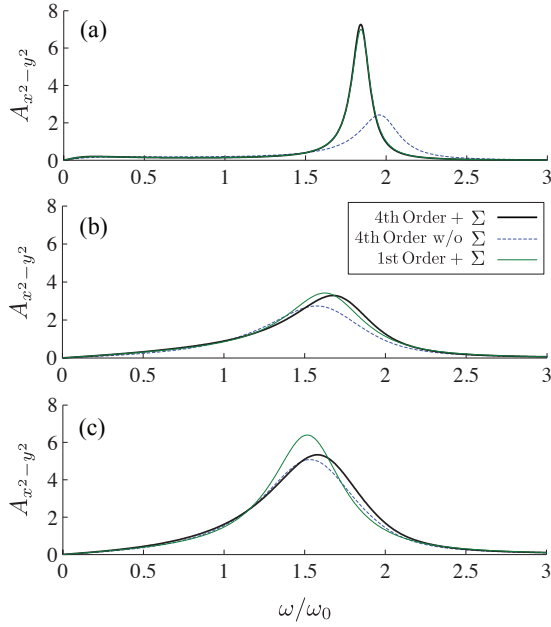 (a)
8
6
4
2
0
A_{x^2-y^2}
0 0.5 1 1.5 2 2.5 3
(b)
8
6
4
2
0
A_{x^2-y^2}
4th Order + Σ
4th Order w/o Σ
1st Order + Σ
0 0.5 1 1.5 2 2.5 3
(c)
8
6
4
2
0
A_{x^2-y^2}
0 0.5 1 1.5 2 2.5 3
ω/ω_0